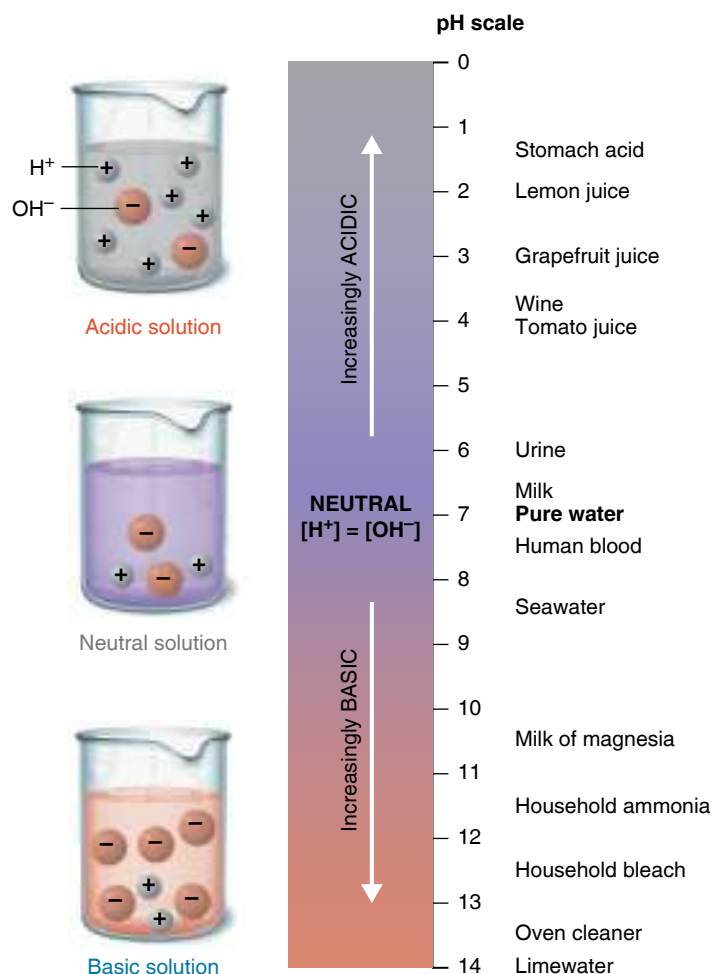 pH scale
0
1
2
3
4
5
6
7
8
9
10
11
12
13
14
H⁺
OH⁻
+
+
+
−
+
+
−
+
Acidic solution
−
+
−
+
Neutral solution
−
−
−
+
−
−
+
Basic solution
Increasingly ACIDIC
NEUTRAL
[H⁺] = [OH⁻]
Increasingly BASIC
Stomach acid
Lemon juice
Grapefruit juice
Wine
Tomato juice
Urine
Milk
Pure water
Human blood
Seawater
Milk of magnesia
Household ammonia
Household bleach
Oven cleaner
Limewater